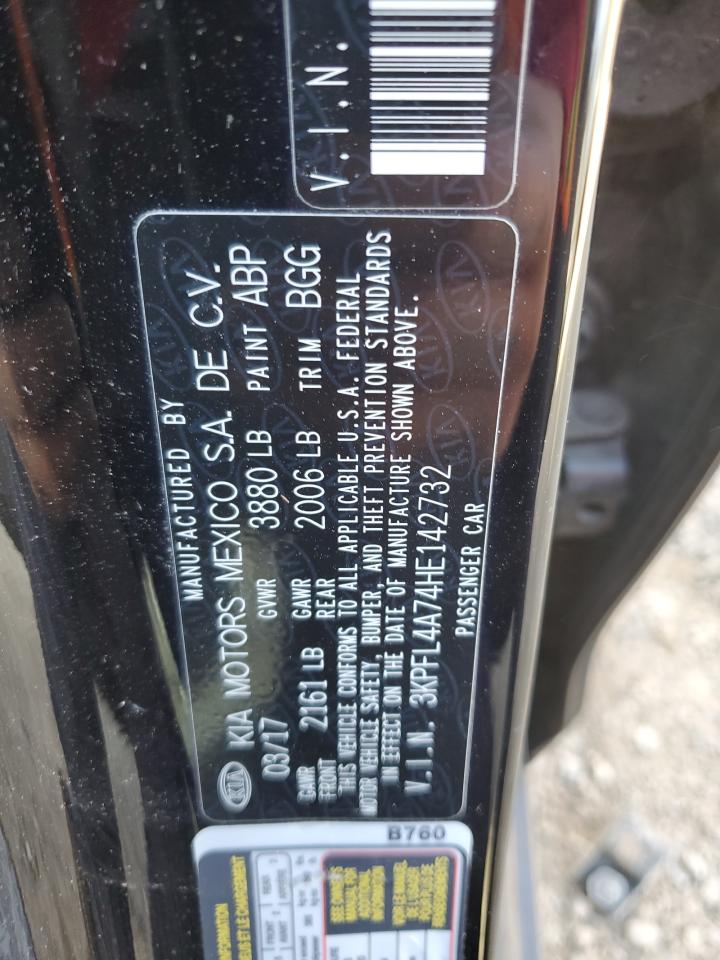 V.I.N.
MANUFACTURED BY
KIA KIA MOTORS MEXICO S.A. DE C.V.
03/17 GVWR 3880 LB PAINT ABP
GAWR FRONT 2161 LB GAWR REAR 2006 LB TRIM BGG
THIS VEHICLE CONFORMS TO ALL APPLICABLE U.S.A. FEDERAL
MOTOR VEHICLE SAFETY, BUMPER, AND THEFT PREVENTION STANDARDS
IN EFFECT ON THE DATE OF MANUFACTURE SHOWN ABOVE.
V.I.N. 3KPFL4A74HE142732
PASSENGER CAR
B760